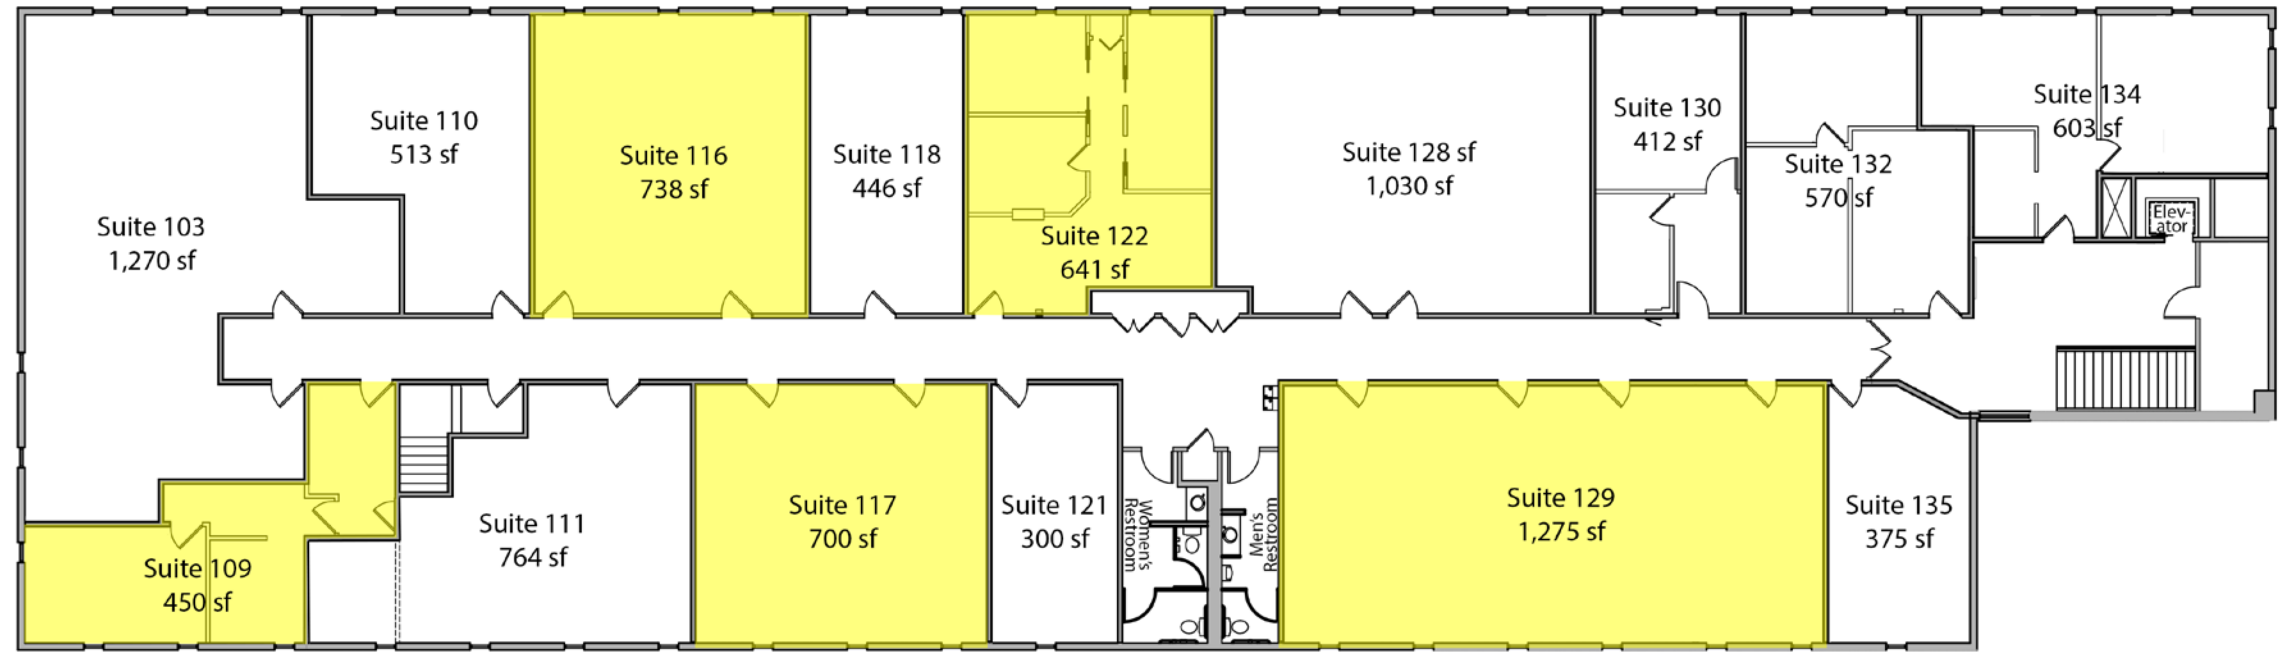 Suite 103
1,270 sf
Suite 110
513 sf
Suite 116
738 sf
Suite 118
446 sf
Suite 122
641 sf
Suite 128 sf
1,030 sf
Suite 130
412 sf
Suite 132
570 sf
Suite 134
603 sf
Elev-
ator
Suite 109
450 sf
Suite 111
764 sf
Suite 117
700 sf
Suite 121
300 sf
Women's
Restroom
Men's
Restroom
Suite 129
1,275 sf
Suite 135
375 sf